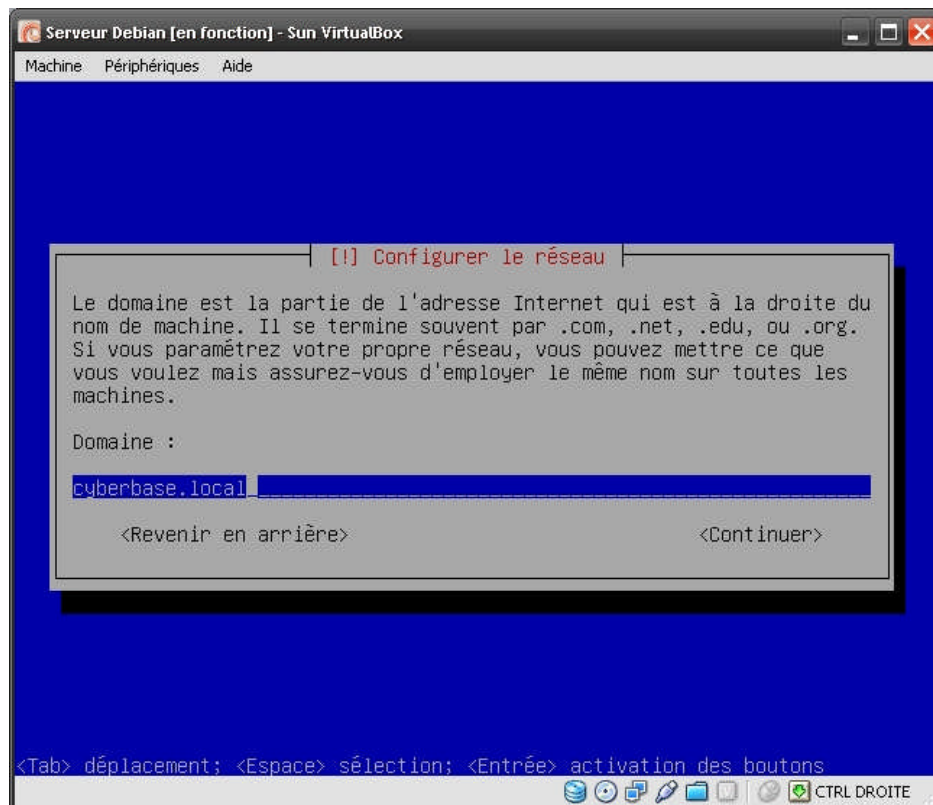 Serveur Debian [en fonction] - Sun VirtualBox
Machine Périphériques Aide
[!] Configurer le réseau
Le domaine est la partie de l'adresse Internet qui est à la droite du
nom de machine. Il se termine souvent par .com, .net, .edu, ou .org.
Si vous paramétrez votre propre réseau, vous pouvez mettre ce que
vous voulez mais assurez-vous d'employer le même nom sur toutes les
machines.
Domaine :
cyberbase.local
<Revenir en arrière> <Continuer>
<Tab> déplacement; <Espace> sélection; <Entrée> activation des boutons
CTRL DROITE